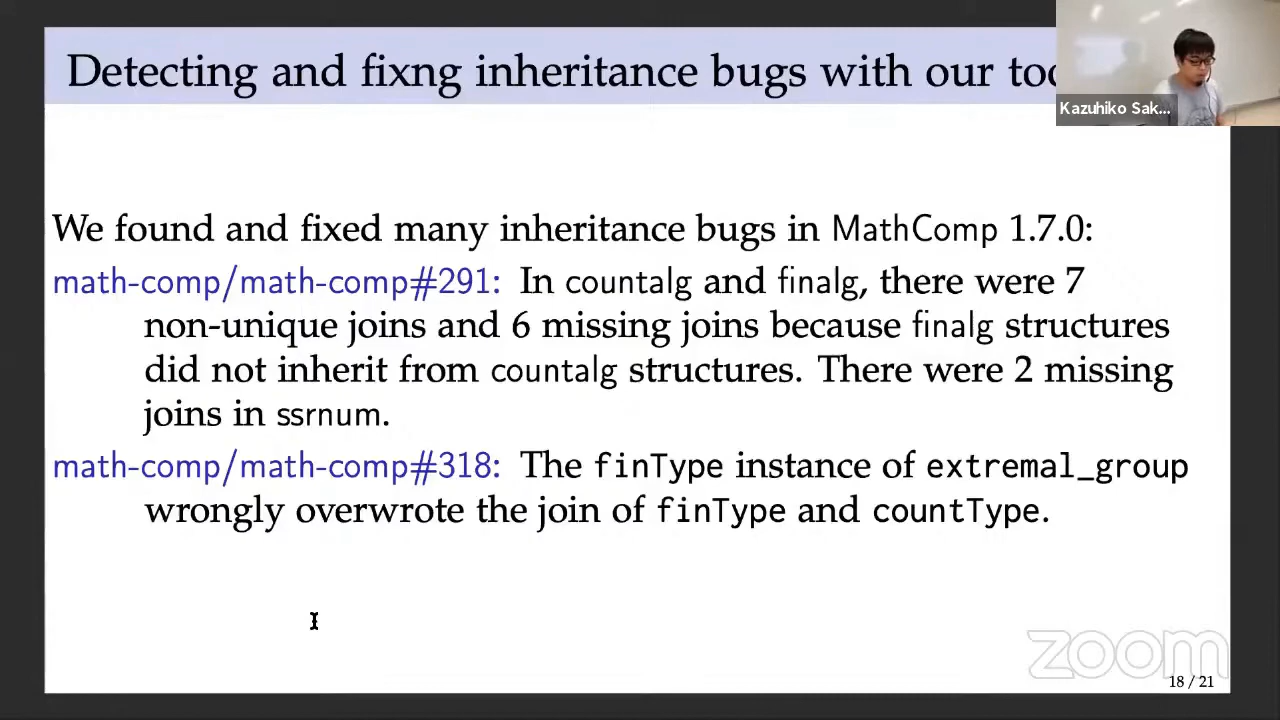 Detecting and fixng inheritance bugs with our
Kazuhiko Sak...
We found and fixed many inheritance bugs in MathComp 1.7.0:
math-comp/math-comp#291: In countalg and finalg, there were 7
non-unique joins and 6 missing joins because finalg structures
did not inherit from countalg structures. There were 2 missing
joins in ssrnum.
math-comp/math-comp#318: The finType instance of extremal_group
wrongly overwrote the join of finType and countType.
zoom
18 / 21